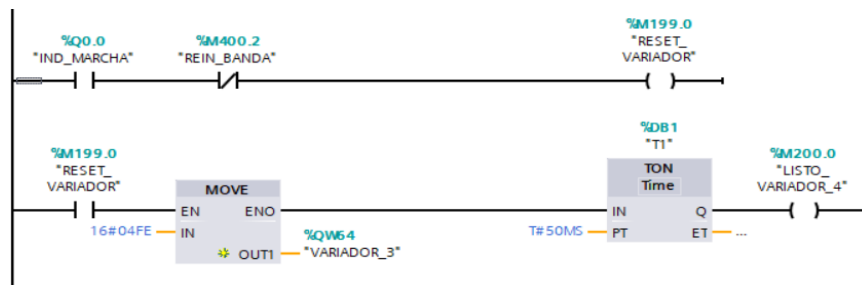 %Q0.0
"IND_MARCHA"
%M400.2
"REIN_BANDA"
%M199.0
"RESET_
VARIADOR"
%M199.0
"RESET_
VARIADOR"
MOVE
EN ENO
16#04FE IN
OUT1
%QW64
"VARIADOR_3"
%DB1
"T1"
TON
Time
IN Q
T#50MS PT ET ...
%M200.0
"LISTO_
VARIADOR_4"